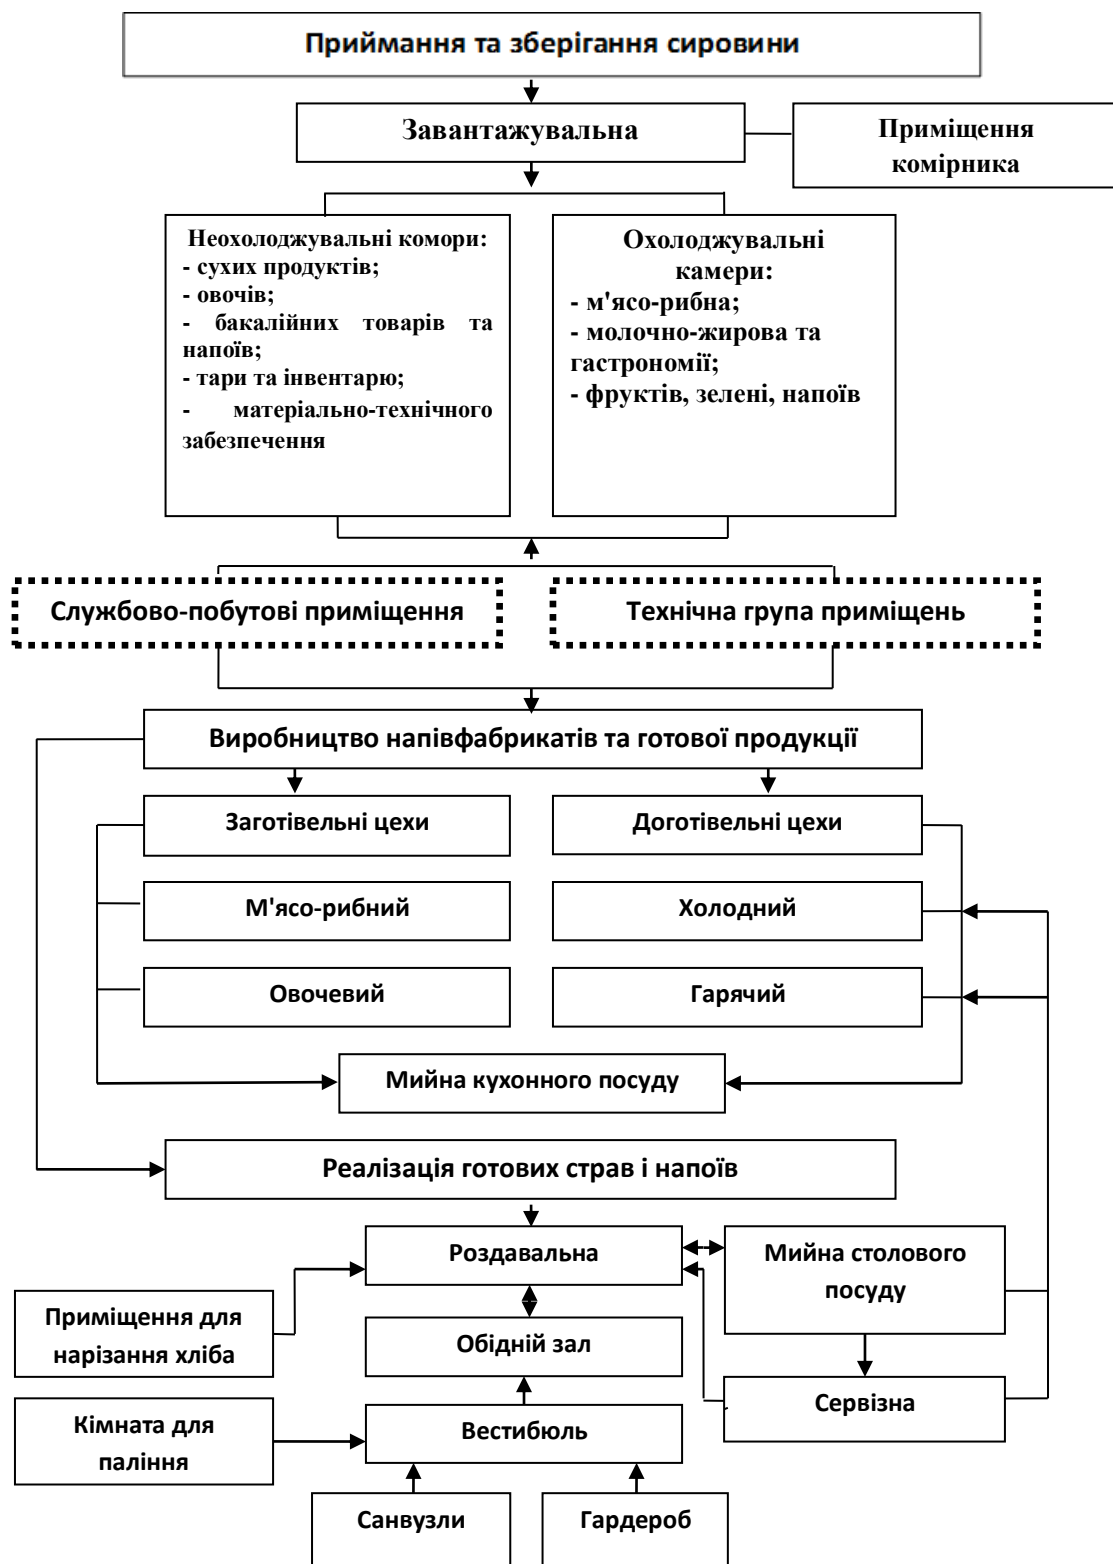 Приймання та зберігання сировини
Завантажувальна
Приміщення
комірника
Неохолоджувальні комори:
- сухих продуктів;
- овочів;
- бакалійних товарів та
напоїв;
- тари та інвентарю;
- матеріально-технічного
забезпечення
Охолоджувальні
камери:
- м'ясо-рибна;
- молочно-жирова та
гастрономії;
- фруктів, зелені, напоїв
Службово-побутові приміщення
Технічна група приміщень
Виробництво напівфабрикатів та готової продукції
Заготівельні цехи
Доготівельні цехи
М'ясо-рибний
Холодний
Овочевий
Гарячий
Мийна кухонного посуду
Реалізація готових страв і напоїв
Роздавальна
Мийна столового
посуду
Приміщення для
нарізання хліба
Обідній зал
Сервізна
Кімната для
паління
Вестибюль
Санвузли
Гардероб